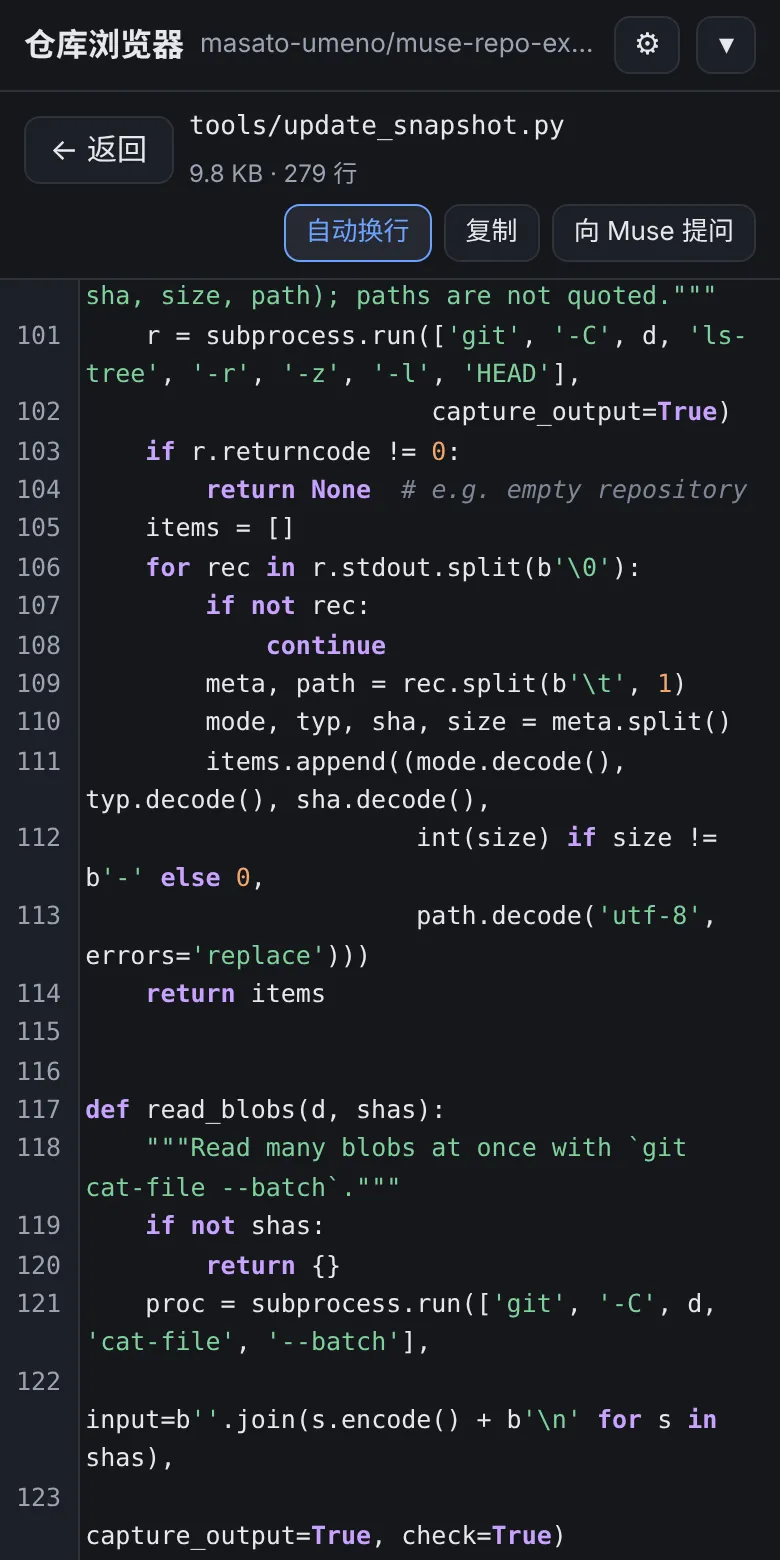 仓库浏览器 masato-umeno/muse-repo-ex... ⚙ ▼
← 返回 tools/update_snapshot.py
9.8 KB · 279 行
自动换行 复制 向 Muse 提问
sha, size, path); paths are not quoted."""
101     r = subprocess.run(['git', '-C', d, 'ls-
tree', '-r', '-z', '-l', 'HEAD'],
102                        capture_output=True)
103     if r.returncode != 0:
104         return None  # e.g. empty repository
105     items = []
106     for rec in r.stdout.split(b'\0'):
107         if not rec:
108             continue
109         meta, path = rec.split(b'\t', 1)
110         mode, typ, sha, size = meta.split()
111         items.append((mode.decode(),
typ.decode(), sha.decode(),
112                       int(size) if size !=
b'-' else 0,
113                       path.decode('utf-8',
errors='replace')))
114     return items
115
116
117 def read_blobs(d, shas):
118     """Read many blobs at once with `git
cat-file --batch`."""
119     if not shas:
120         return {}
121     proc = subprocess.run(['git', '-C', d,
'cat-file', '--batch'],
122
input=b''.join(s.encode() + b'\n' for s in
shas),
123
capture_output=True, check=True)